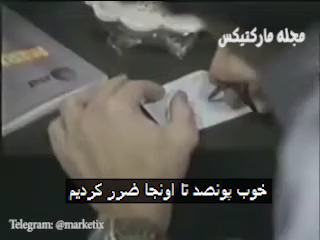 مجله مارکتیکس
خوب پونصد تا اونجا ضرر کردیم
Telegram: @marketix